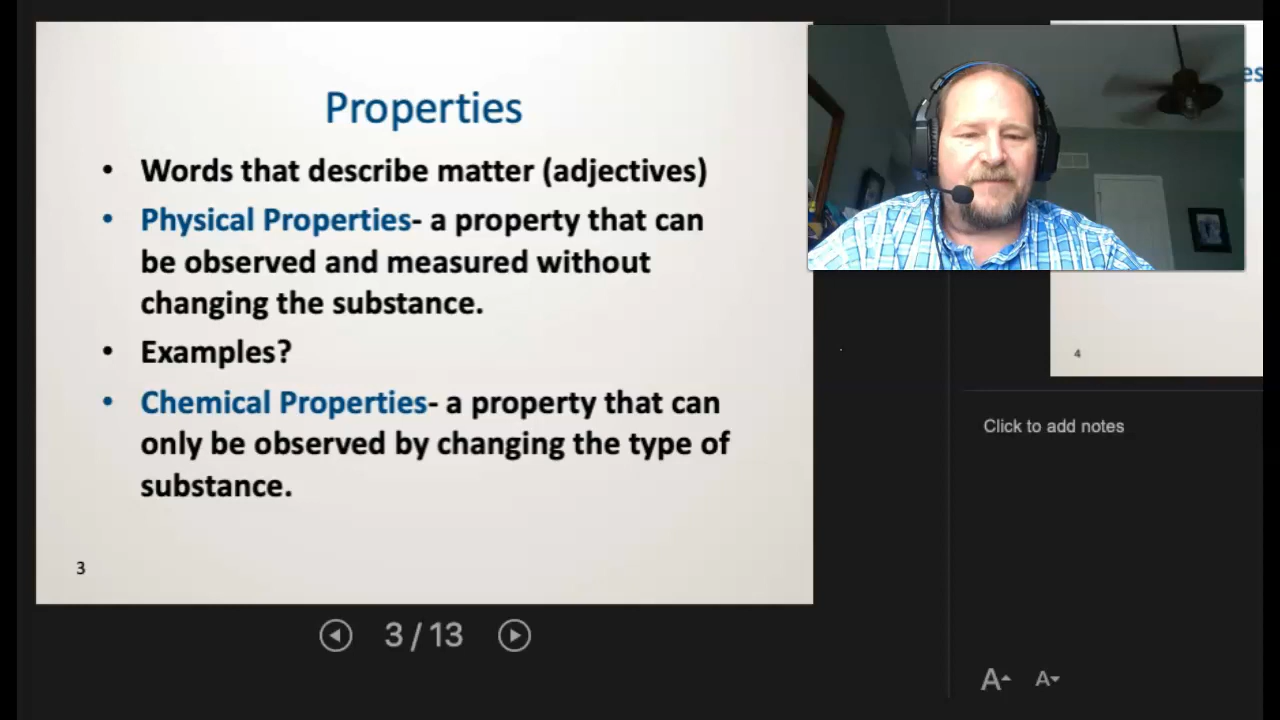 Properties
• Words that describe matter (adjectives)
• Physical Properties- a property that can
be observed and measured without
changing the substance.
• Examples?
• Chemical Properties- a property that can
only be observed by changing the type of
substance.
3
3 / 13
es
4
Click to add notes
A
A